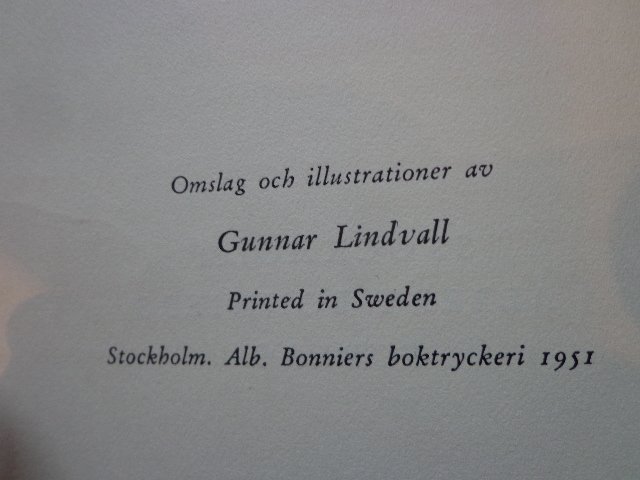 Omslag och illustrationer av
Gunnar Lindvall
Printed in Sweden
Stockholm. Alb. Bonniers boktryckeri 1951